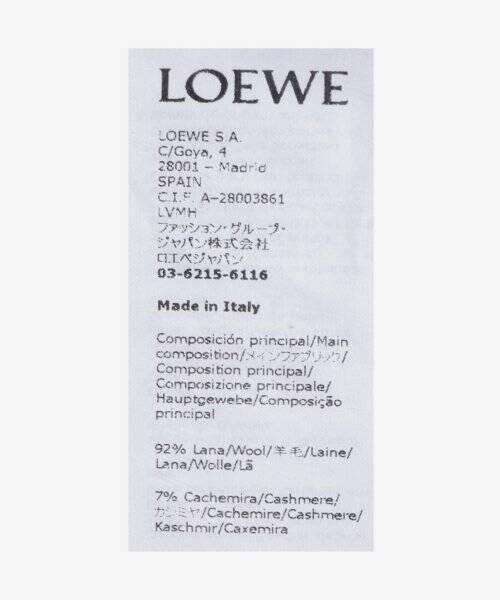 LOEWE
LOEWE S.A.
C/Goya, 4
28001 – Madrid
SPAIN
C.I.F. A-28003861
LVMH
ファッション・グループ・
ジャパン株式会社
ロエベジャパン
03-6215-6116
Made in Italy
Composición principal/Main
composition/メインファブリック/
Composition principal/
Composizione principale/
Hauptgewebe/Composição
principal
92% Lana/Wool/羊毛/Laine/
Lana/Wolle/Lã
7% Cachemira/Cashmere/
カシミヤ/Cachemire/Cashmere/
Kaschmir/Caxemira